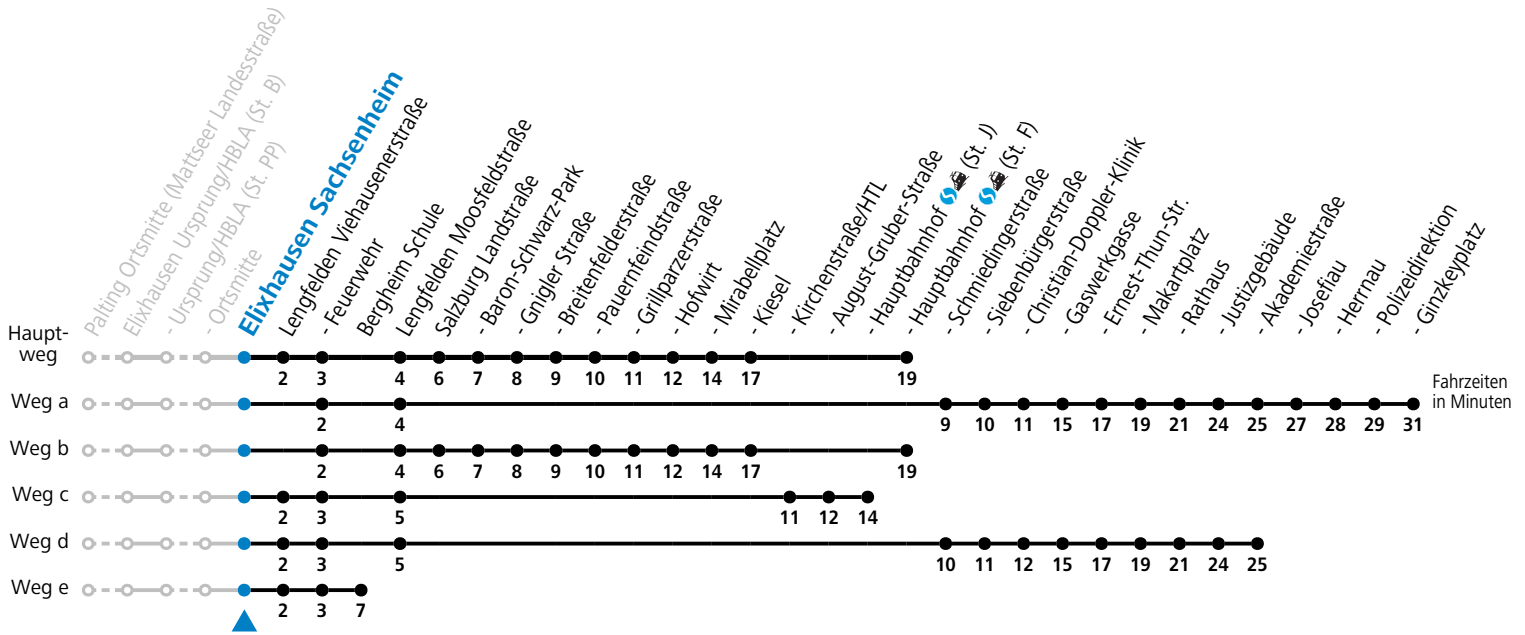 Palting Ortsmitte (Mattseer Landesstraße)
Elixhausen Ursprung/HBLA (St. B)
- Ursprung/HBLA (St. PP)
- Ortsmitte
Elixhausen Sachsenheim
Lengfelden Viehausenerstraße
- Feuerwehr
Bergheim Schule
Lengfelden Moosfeldstraße
Salzburg Landstraße
- Baron-Schwarz-Park
- Gnigler Straße
- Breitenfelderstraße
- Pauernfeindstraße
- Grillparzerstraße
- Hofwirt
- Mirabellplatz
- Kiesel
- Kirchenstraße/HTL
- August-Gruber-Straße
- Hauptbahnhof (St. J)
- Hauptbahnhof (St. F)
- Schmiedingerstraße
- Siebenbürgerstraße
- Christian-Doppler-Klinik
- Gaswerkgasse
- Ernest-Thun-Str.
- Makartplatz
- Rathaus
- Justizgebäude
- Akademiestraße
- Josefiau
- Herrnau
- Polizeidirektion
- Ginzkeyplatz
Haupt-
weg
2 3 4 6 7 8 9 10 11 12 14 17 19
Weg a
2 4 9 10 11 15 17 19 21 24 25 27 28 29 31
Fahrzeiten
in Minuten
Weg b
2 4 6 7 8 9 10 11 12 14 17 19
Weg c
2 3 5 11 12 14
Weg d
2 3 5 10 11 12 15 17 19 21 24 25
Weg e
2 3 7